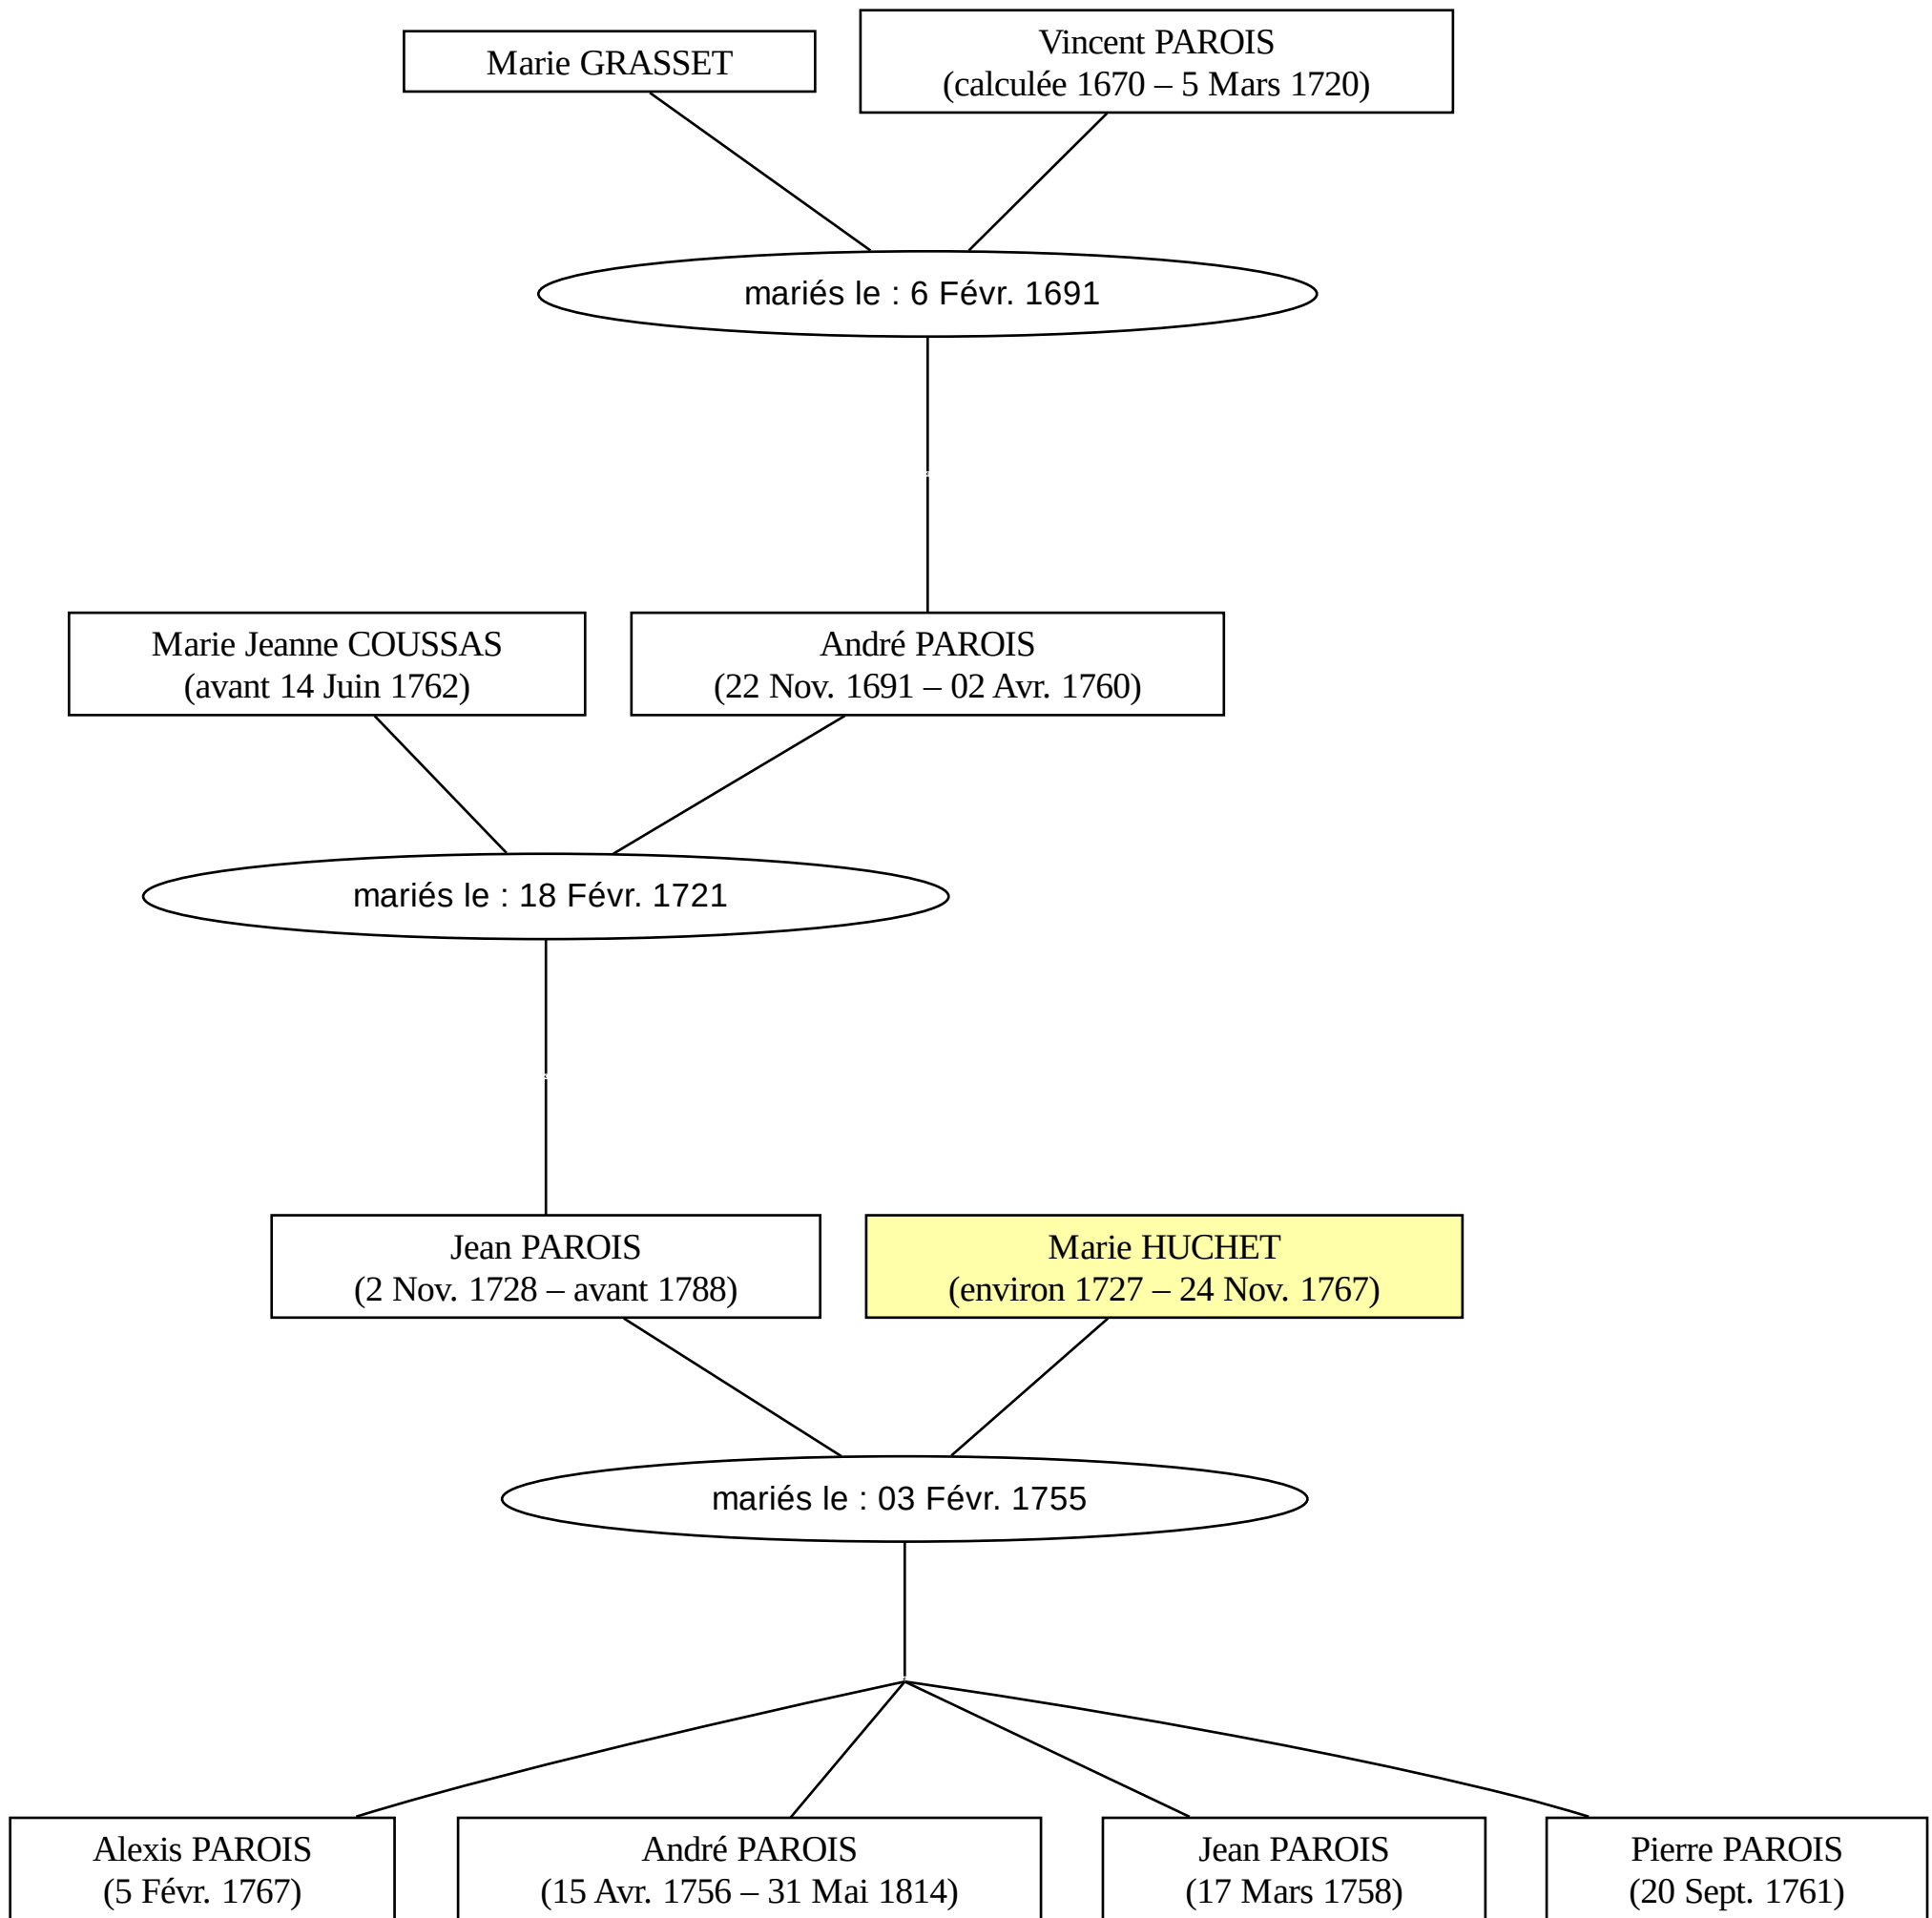 Marie GRASSET
Vincent PAROIS
(calculée 1670 – 5 Mars 1720)
mariés le : 6 Févr. 1691
Marie Jeanne COUSSAS
(avant 14 Juin 1762)
André PAROIS
(22 Nov. 1691 – 02 Avr. 1760)
mariés le : 18 Févr. 1721
Jean PAROIS
(2 Nov. 1728 – avant 1788)
Marie HUCHET
(environ 1727 – 24 Nov. 1767)
mariés le : 03 Févr. 1755
Alexis PAROIS
(5 Févr. 1767)
André PAROIS
(15 Avr. 1756 – 31 Mai 1814)
Jean PAROIS
(17 Mars 1758)
Pierre PAROIS
(20 Sept. 1761)